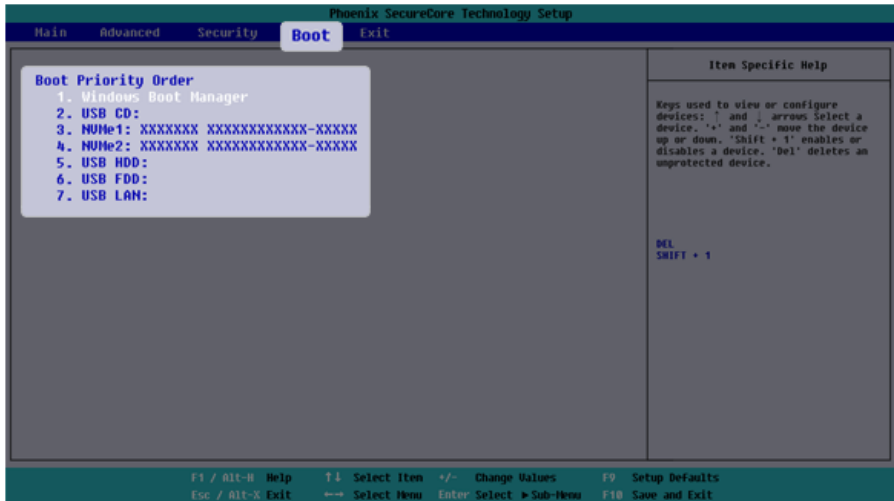 Phoenix SecureCore Technology Setup
Main Advanced Security Boot Exit
Boot Priority Order
1. Windows Boot Manager
2. USB CD:
3. NVMe1: XXXXXXX XXXXXXXXXXXX-XXXXX
4. NVMe2: XXXXXXX XXXXXXXXXXXX-XXXXX
5. USB HDD:
6. USB FDD:
7. USB LAN:
Item Specific Help
Keys used to view or configure
devices: ↑ and ↓ arrows Select a
device. '+' and '-' move the device
up or down. 'Shift + 1' enables or
disables a device. 'Del' deletes an
unprotected device.
DEL
SHIFT + 1
F1 / Alt-H Help ↑↓ Select Item +/- Change Values F9 Setup Defaults
Esc / Alt-X Exit ←→ Select Menu Enter Select ►Sub-Menu F10 Save and Exit